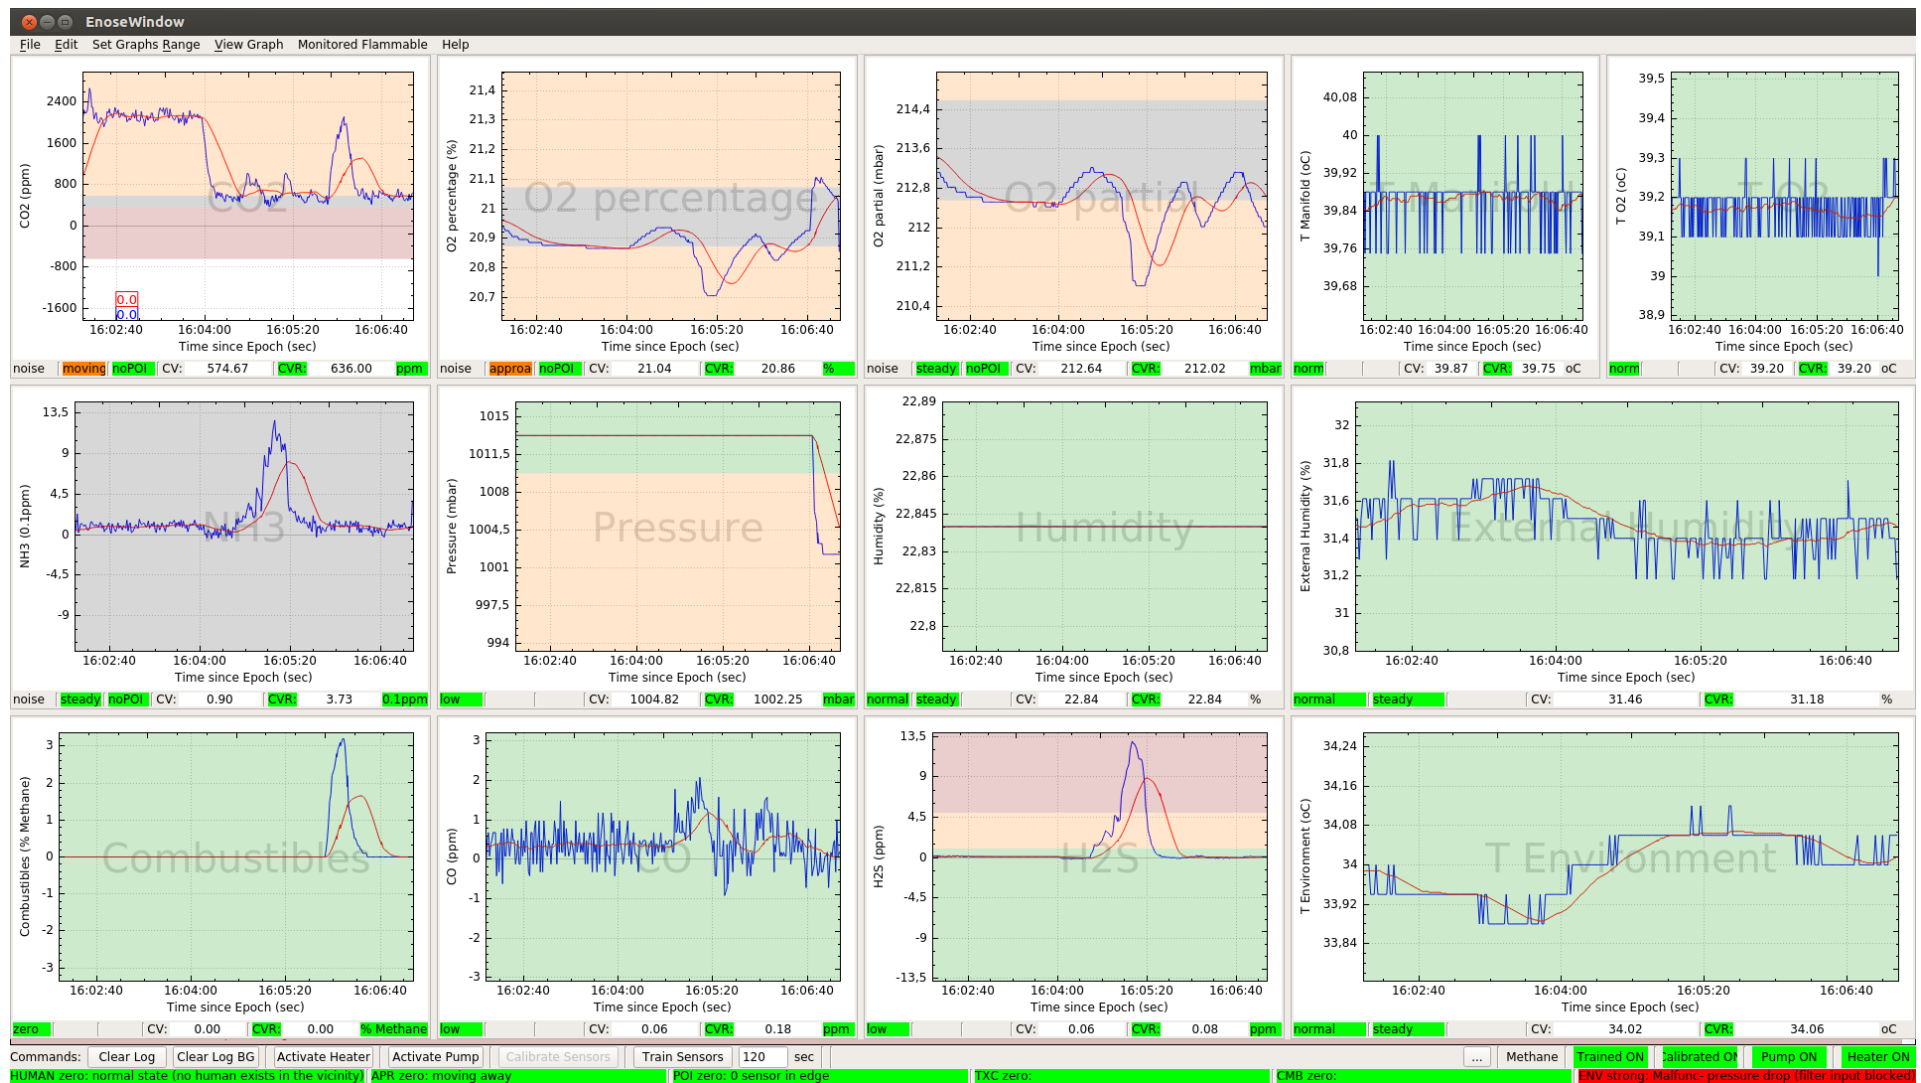 EnoseWindow
File Edit Set Graphs Range View Graph Monitored Flammable Help
CO2 (ppm)
2400
1600
800
0
-800
-1600
CO2
0.0
0.0
16:02:40 16:04:00 16:05:20 16:06:40
Time since Epoch (sec)
noise moving noPOI CV: 574.67 CVR: 636.00 ppm
O2 percentage (%)
21,4
21,3
21,2
21,1
21
20,9
20,8
20,7
O2 percentage
16:02:40 16:04:00 16:05:20 16:06:40
Time since Epoch (sec)
noise approa noPOI CV: 21.04 CVR: 20.86 %
O2 partial (mbar)
214,4
213,6
212,8
212
211,2
210,4
O2 partial
16:02:40 16:04:00 16:05:20 16:06:40
Time since Epoch (sec)
noise steady noPOI CV: 212.64 CVR: 212.02 mbar
T Manifold (oC)
40,08
40
39,92
39,84
39,76
39,68
T Manifold
16:02:40 16:04:00 16:05:20 16:06:40
Time since Epoch (sec)
norm CV: 39.87 CVR: 39.75 oC
T O2 (oC)
39,5
39,4
39,3
39,2
39,1
39
38,9
T O2
16:02:40 16:04:00 16:05:20 16:06:40
Time since Epoch (sec)
norm CV: 39.20 CVR: 39.20 oC
NH3 (0.1ppm)
13,5
9
4,5
0
-4,5
-9
NH3
16:02:40 16:04:00 16:05:20 16:06:40
Time since Epoch (sec)
noise steady noPOI CV: 0.90 CVR: 3.73 0.1ppm
Pressure (mbar)
1015
1011,5
1008
1004,5
1001
997,5
994
Pressure
16:02:40 16:04:00 16:05:20 16:06:40
Time since Epoch (sec)
low CV: 1004.82 CVR: 1002.25 mbar
Humidity (%)
22,89
22,875
22,86
22,845
22,83
22,815
22,8
Humidity
16:02:40 16:04:00 16:05:20 16:06:40
Time since Epoch (sec)
normal steady CV: 22.84 CVR: 22.84 %
External Humidity (%)
32
31,8
31,6
31,4
31,2
31
30,8
External Humidity
16:02:40 16:04:00 16:05:20 16:06:40
Time since Epoch (sec)
normal steady CV: 31.46 CVR: 31.18 %
Combustibles (% Methane)
3
2
1
0
-1
-2
-3
Combustibles
16:02:40 16:04:00 16:05:20 16:06:40
Time since Epoch (sec)
zero CV: 0.00 CVR: 0.00 % Methane
CO (ppm)
3
2
1
0
-1
-2
-3
CO
16:02:40 16:04:00 16:05:20 16:06:40
Time since Epoch (sec)
low CV: 0.06 CVR: 0.18 ppm
H2S (ppm)
13,5
9
4,5
0
-4,5
-9
-13,5
H2S
16:02:40 16:04:00 16:05:20 16:06:40
Time since Epoch (sec)
low CV: 0.06 CVR: 0.08 ppm
T Environment (oC)
34,24
34,16
34,08
34
33,92
33,84
T Environment
16:02:40 16:04:00 16:05:20 16:06:40
Time since Epoch (sec)
normal steady CV: 34.02 CVR: 34.06 oC
Commands: Clear Log Clear Log BG Activate Heater Activate Pump Calibrate Sensors Train Sensors 120 sec ... Methane Trained ON Calibrated ON Pump ON Heater ON
HUMAN zero: normal state (no human exists in the vicinity) APR zero: moving away POI zero: 0 sensor in edge TXC zero: CMB zero: ENV strong: Malfunc- pressure drop (filter input blocked)